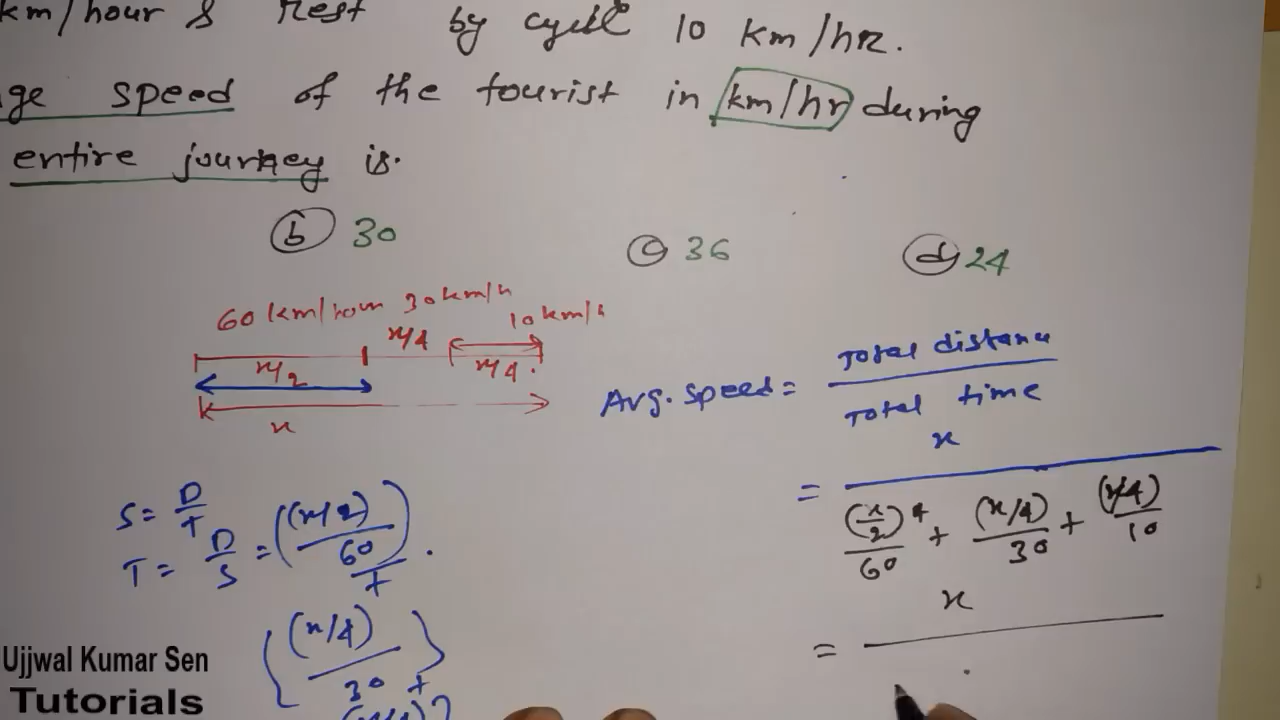 km/hour & rest by cycle 10 km/hr.
ge speed of the tourist in km/hr during
entire journey is.
b 30
c 36
d 24
60 km/hour 30 km/h 10 km/h
x/4
x/2
x/4
x
Avg. speed = Total distance / Total time
= x / ((x/2)/60 + (x/4)/30 + (x/4)/10)
= x
S = D/T
T = D/S = ((x/2)/60) .
{(x/4)/30}
Ujjwal Kumar Sen
Tutorials